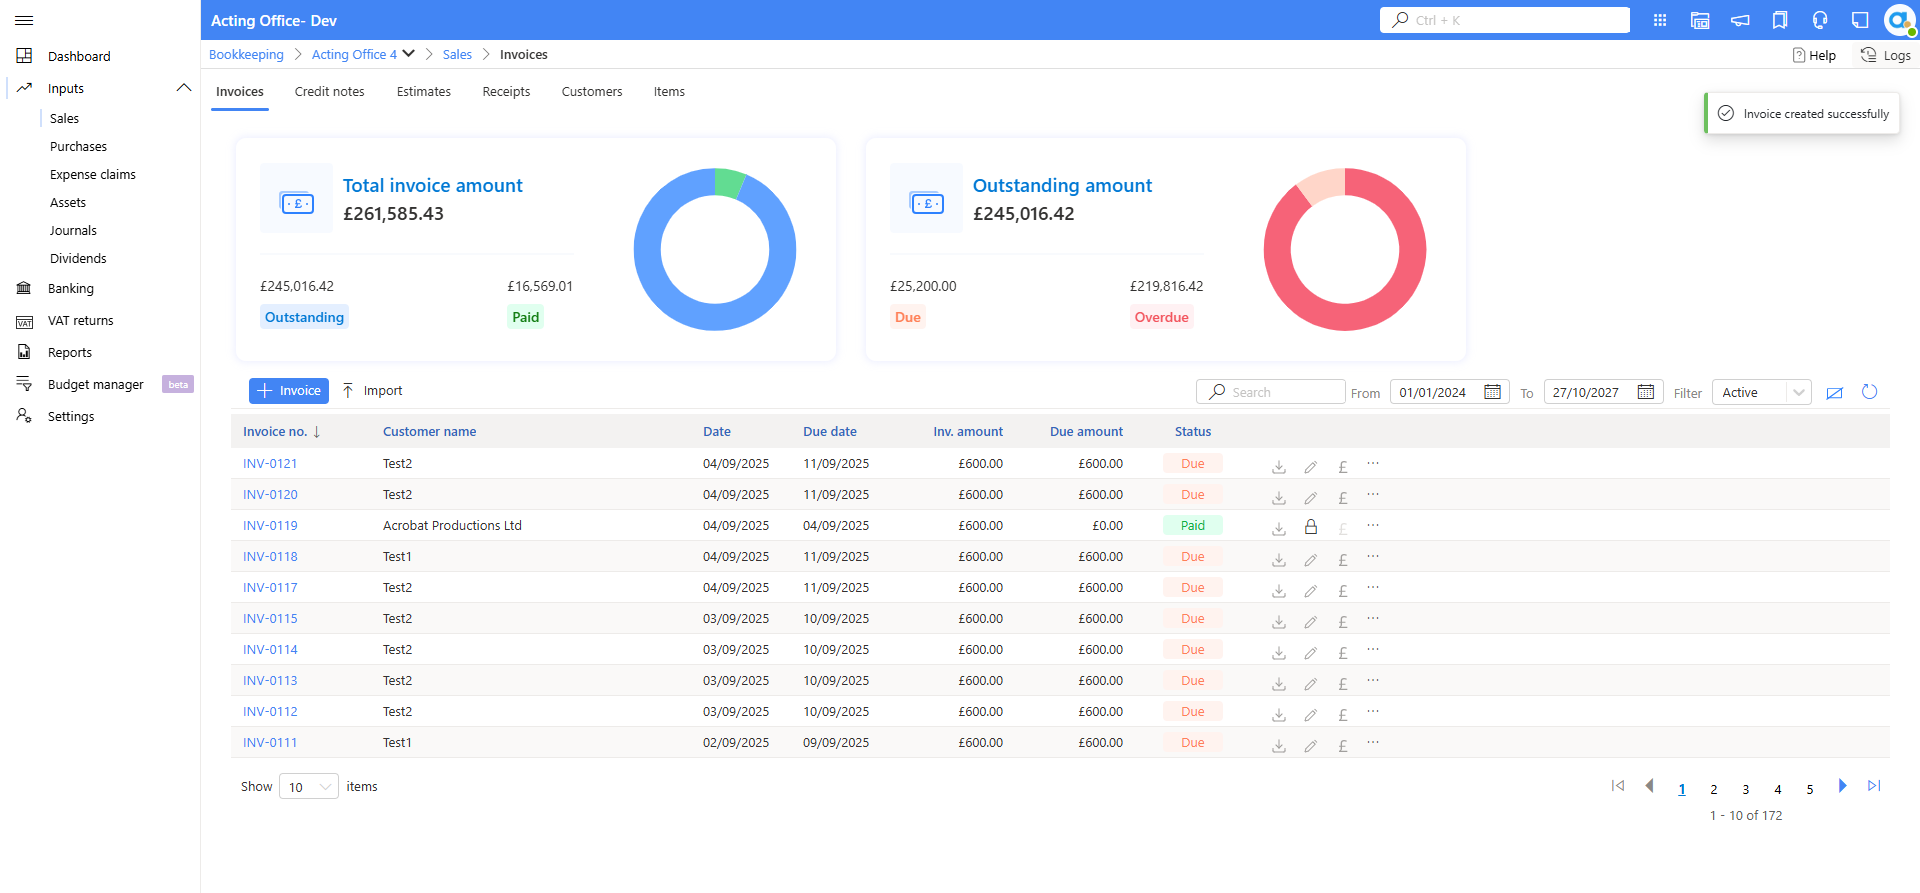 Acting Office- Dev
Ctrl + K
Dashboard
Inputs
Sales
Purchases
Expense claims
Assets
Journals
Dividends
Banking
VAT
VAT returns
Reports
Budget manager beta
Settings
Bookkeeping Acting Office 4 Sales Invoices
Help Logs
Invoices Credit notes Estimates Receipts Customers Items
Invoice created successfully
Total invoice amount
£261,585.43
£245,016.42 £16,569.01
Outstanding Paid
Outstanding amount
£245,016.42
£25,200.00 £219,816.42
Due Overdue
Invoice Import
Search From 01/01/2024 To 27/10/2027 Filter Active
Invoice no. Customer name Date Due date Inv. amount Due amount Status
INV-0121 Test2 04/09/2025 11/09/2025 £600.00 £600.00 Due £ ...
INV-0120 Test2 04/09/2025 11/09/2025 £600.00 £600.00 Due £ ...
INV-0119 Acrobat Productions Ltd 04/09/2025 04/09/2025 £600.00 £0.00 Paid £ ...
INV-0118 Test1 04/09/2025 11/09/2025 £600.00 £600.00 Due £ ...
INV-0117 Test2 04/09/2025 11/09/2025 £600.00 £600.00 Due £ ...
INV-0115 Test2 03/09/2025 10/09/2025 £600.00 £600.00 Due £ ...
INV-0114 Test2 03/09/2025 10/09/2025 £600.00 £600.00 Due £ ...
INV-0113 Test2 03/09/2025 10/09/2025 £600.00 £600.00 Due £ ...
INV-0112 Test2 03/09/2025 10/09/2025 £600.00 £600.00 Due £ ...
INV-0111 Test1 02/09/2025 09/09/2025 £600.00 £600.00 Due £ ...
Show 10 items
1 2 3 4 5
1 - 10 of 172